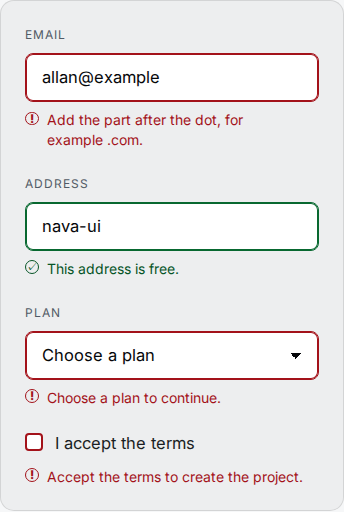 EMAIL
allan@example
Add the part after the dot, for
example .com.
ADDRESS
nava-ui
This address is free.
PLAN
Choose a plan
Choose a plan to continue.
I accept the terms
Accept the terms to create the project.